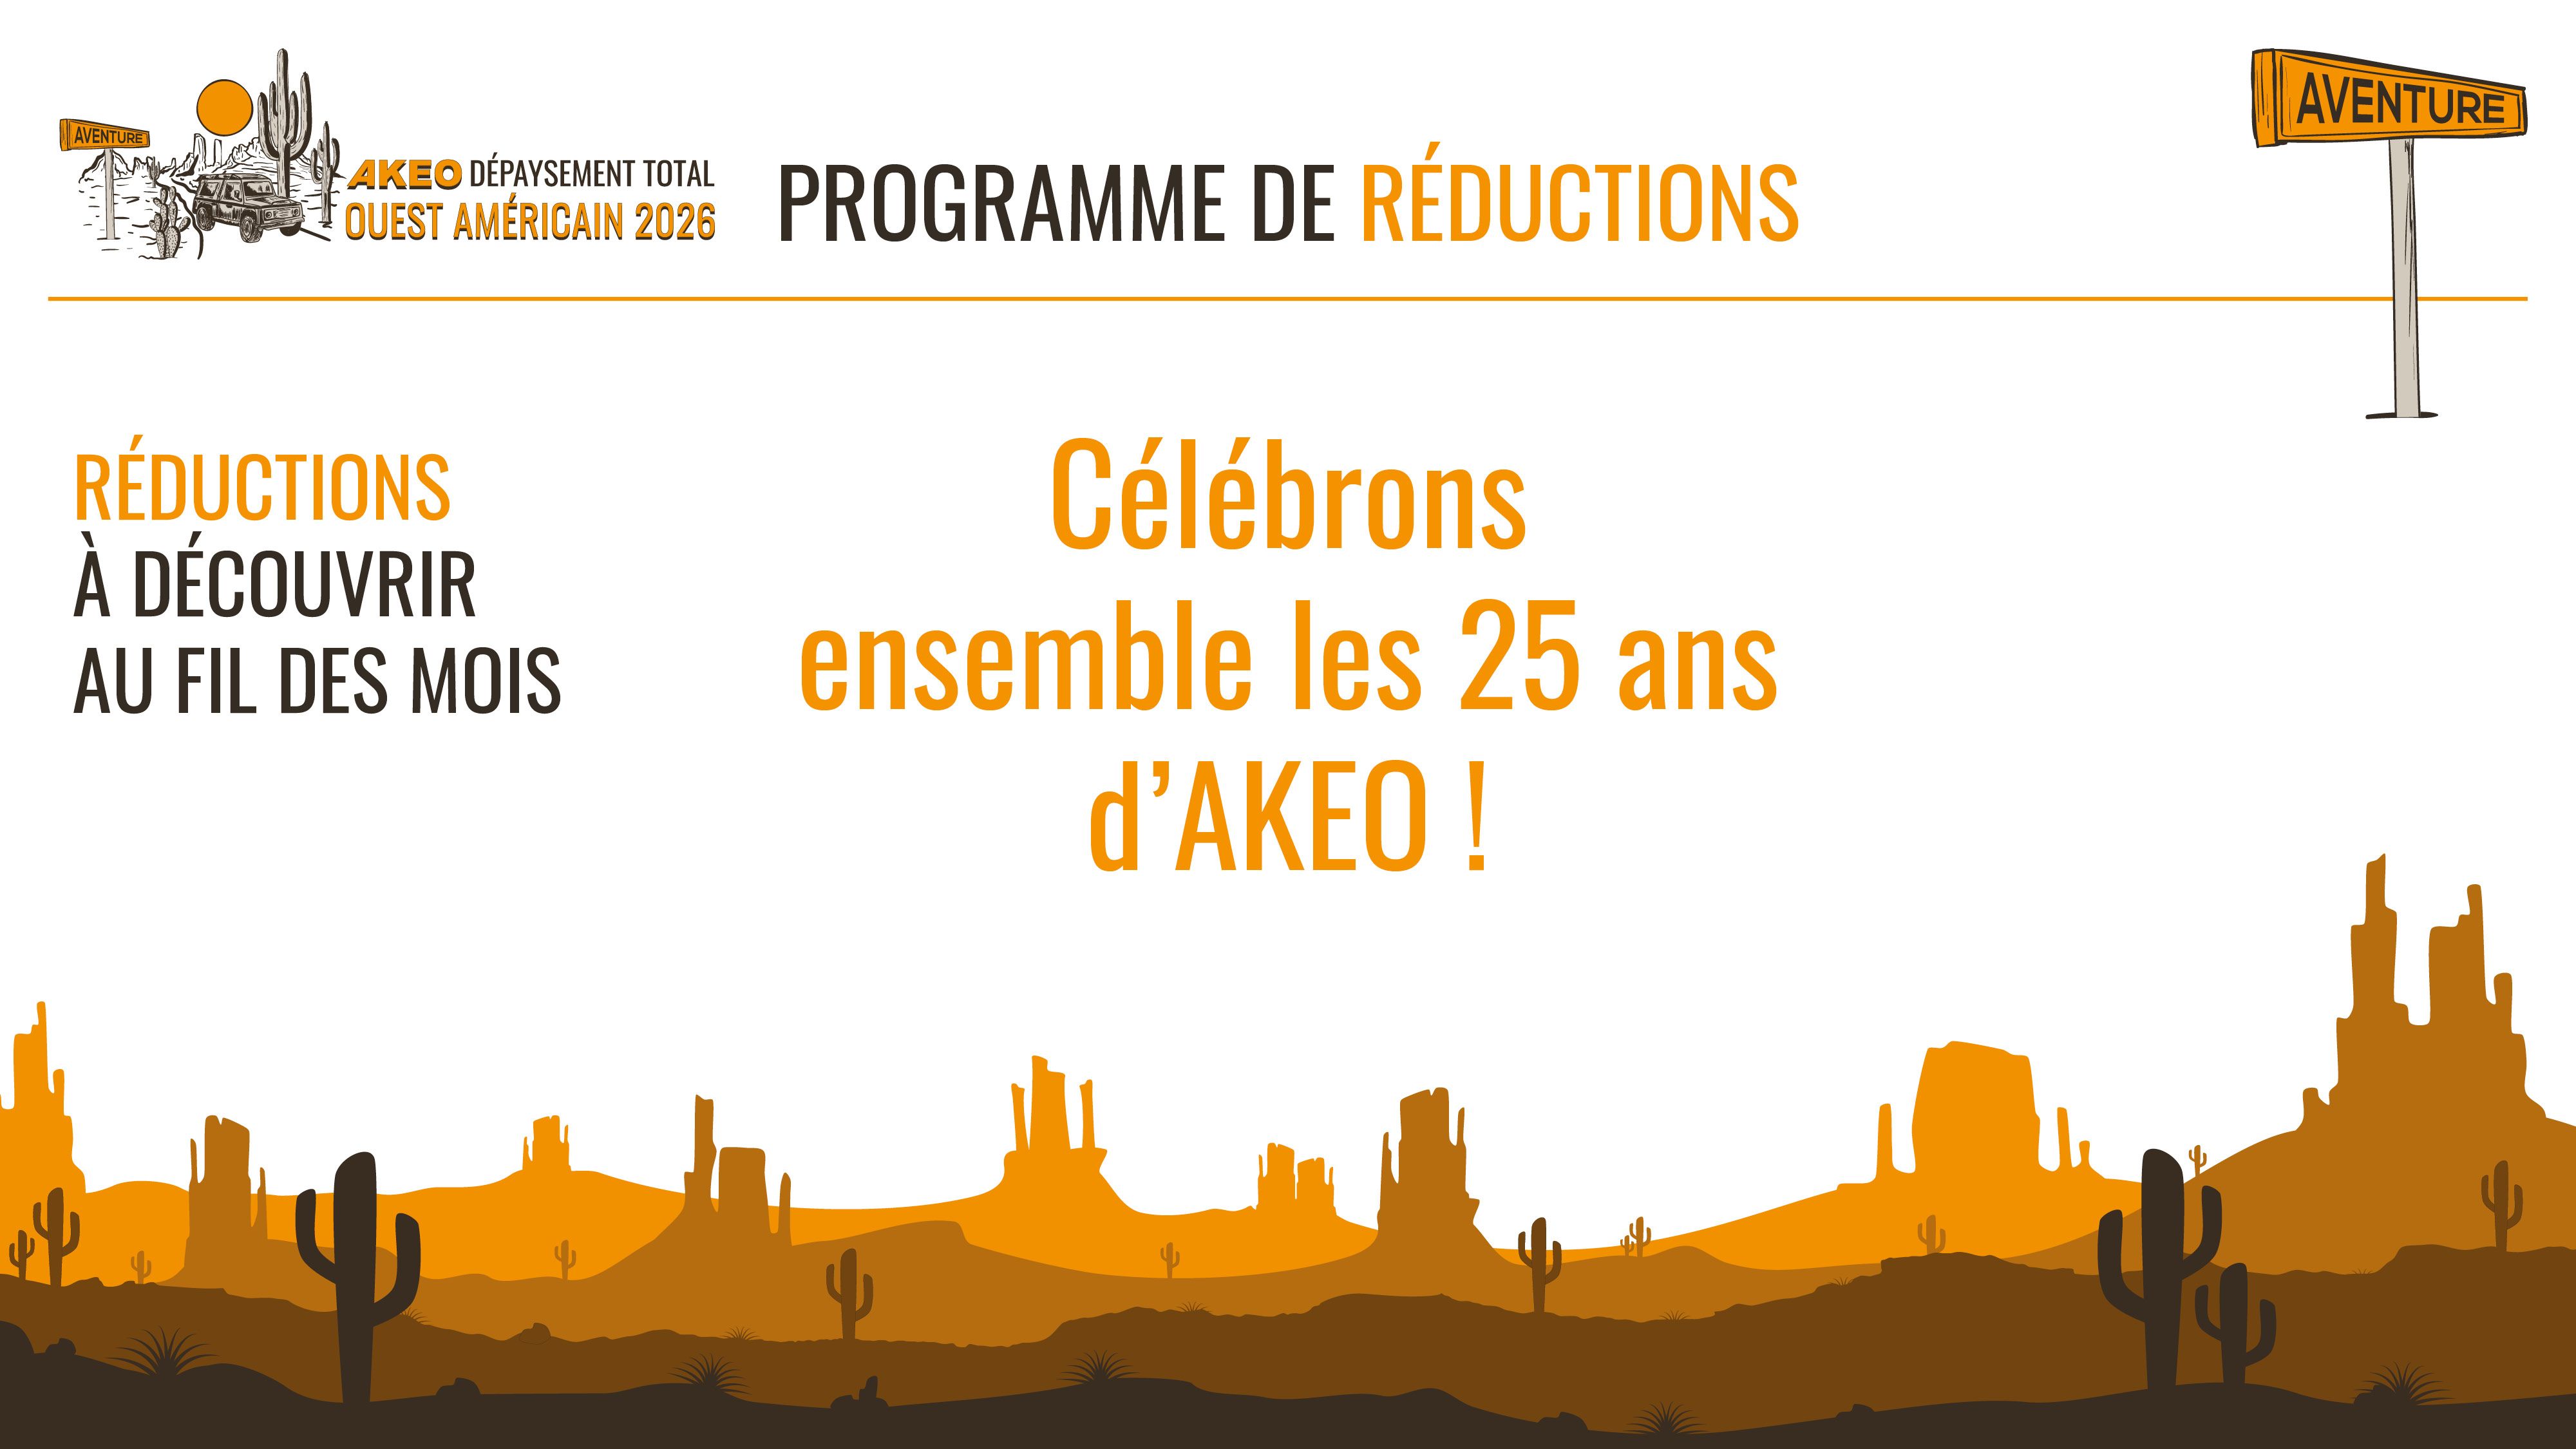 AVENTURE
AKEO DÉPAYSEMENT TOTAL
OUEST AMÉRICAIN 2026
PROGRAMME DE RÉDUCTIONS
AVENTURE
RÉDUCTIONS
À DÉCOUVRIR
AU FIL DES MOIS
Célébrons
ensemble les 25 ans
d’AKEO !